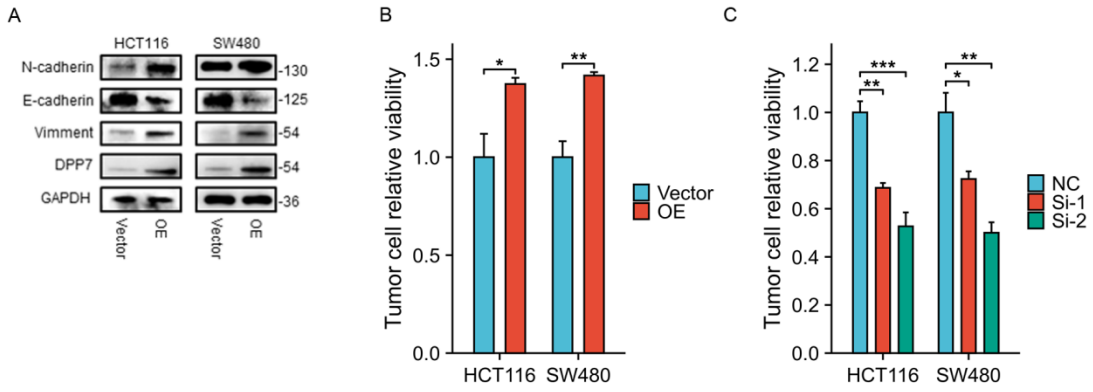 A
HCT116 SW480
N-cadherin -130
E-cadherin -125
Vimment -54
DPP7 -54
GAPDH -36
Vector OE Vector OE
B
Tumor cell relative viability
1.5
1.0
0.5
0.0
* **
HCT116 SW480
Vector
OE
C
Tumor cell relative viability
1.2
1.0
0.8
0.6
0.4
0.2
0.0
*** **
** *
HCT116 SW480
NC
Si-1
Si-2